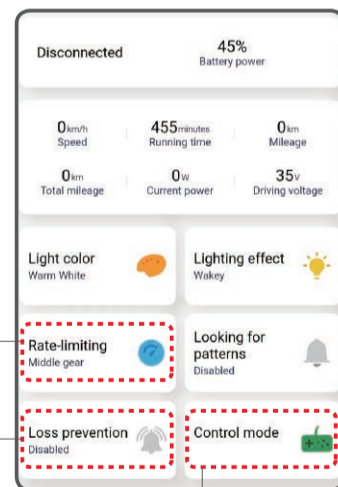 Disconnected
45%
Battery power
0km/h
Speed
455minutes
Running time
0km
Mileage
0km
Total mileage
0w
Current power
35v
Driving voltage
Light color
Warm White
Lighting effect
Wakey
Rate-limiting
Middle gear
Looking for
patterns
Disabled
Loss prevention
Disabled
Control mode